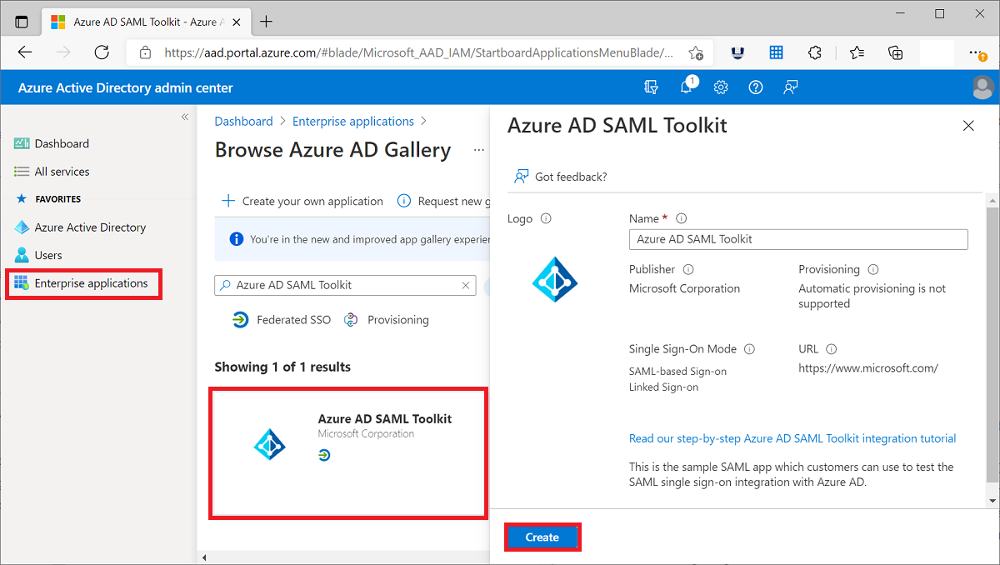 Azure AD SAML Toolkit - Azure A
https://aad.portal.azure.com/#blade/Microsoft_AAD_IAM/StartboardApplicationsMenuBlade/...
Azure Active Directory admin center
1
Dashboard
All services
FAVORITES
Azure Active Directory
Users
Enterprise applications
Dashboard > Enterprise applications >
Browse Azure AD Gallery ...
Create your own application
Request new g
You're in the new and improved app gallery experien
Azure AD SAML Toolkit
Federated SSO
Provisioning
Showing 1 of 1 results
Azure AD SAML Toolkit
Microsoft Corporation
Azure AD SAML Toolkit
Got feedback?
Logo
Name *
Azure AD SAML Toolkit
Publisher
Microsoft Corporation
Provisioning
Automatic provisioning is not
supported
Single Sign-On Mode
SAML-based Sign-on
Linked Sign-on
URL
https://www.microsoft.com/
Read our step-by-step Azure AD SAML Toolkit integration tutorial
This is the sample SAML app which customers can use to test the
SAML single sign-on integration with Azure AD.
Create